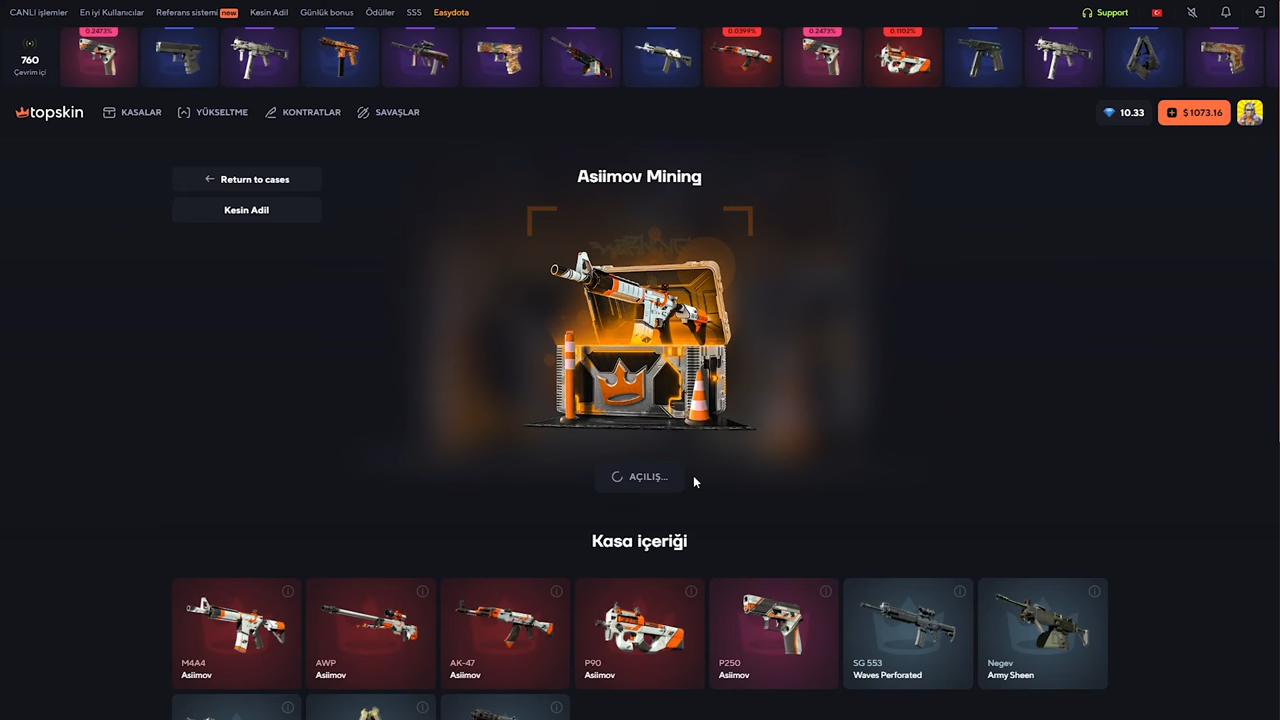 CANLI işlemler En iyi Kullanıcılar Referans sistemi new Kesin Adil Günlük bonus Ödüller SSS Easydota Support
0.2473% 0.0399% 0.2473% 0.1102%
760
Çevrim içi
topskin KASALAR YÜKSELTME KONTRATLAR SAVAŞLAR 10.33 $1073.16
Return to cases
Kesin Adil
Asiimov Mining
AÇILIŞ...
Kasa içeriği
M4A4 AWP AK-47 P90 P250 SG 553 Negev
Asiimov Asiimov Asiimov Asiimov Asiimov Waves Perforated Army Sheen